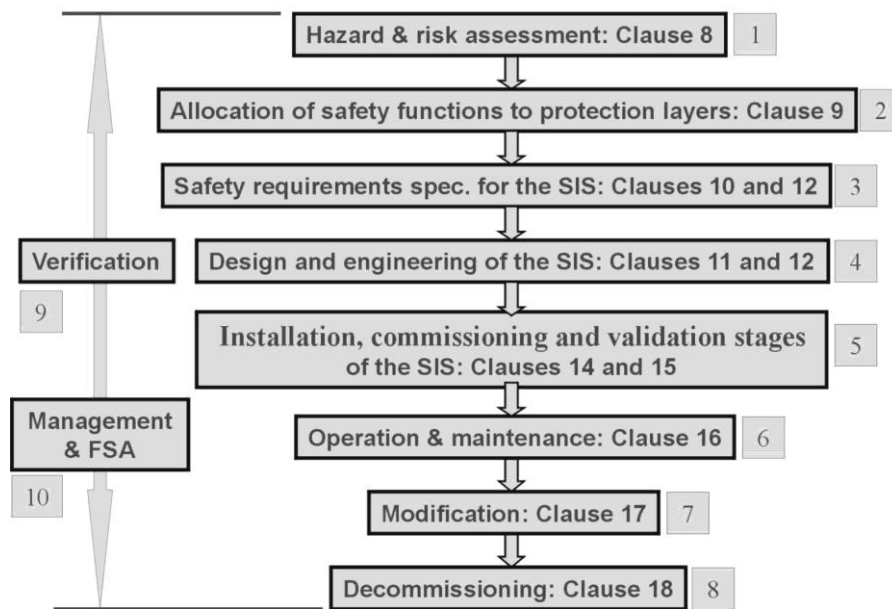 Hazard & risk assessment: Clause 8
1
Allocation of safety functions to protection layers: Clause 9
2
Safety requirements spec. for the SIS: Clauses 10 and 12
3
Verification
9
Design and engineering of the SIS: Clauses 11 and 12
4
Installation, commissioning and validation stages
of the SIS: Clauses 14 and 15
5
Management
& FSA
10
Operation & maintenance: Clause 16
6
Modification: Clause 17
7
Decommissioning: Clause 18
8